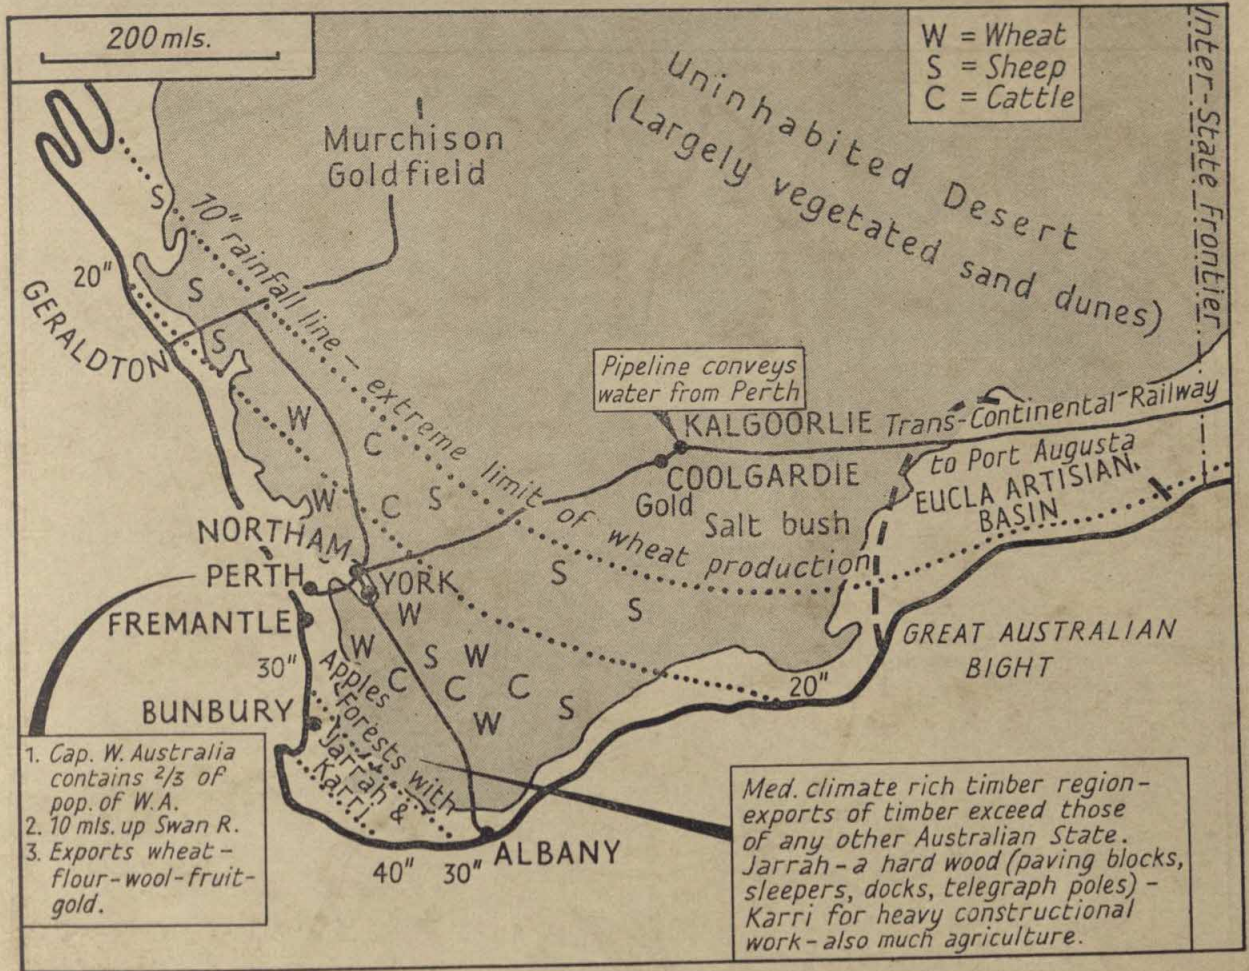 200 mls.
W = Wheat
S = Sheep
C = Cattle
Inter-State Frontier
Uninhabited Desert
(Largely vegetated sand dunes)
Murchison
Goldfield
S
10" rainfall line – extreme limit of wheat production
20"
S
GERALDTON
S
Pipeline conveys
water from Perth
W
C
KALGOORLIE
Trans-Continental Railway
to Port Augusta
COOLGARDIE
Gold
Salt bush
EUCLA ARTISIAN
BASIN
W
C
S
NORTHAM
PERTH
YORK
S
S
W
FREMANTLE
GREAT AUSTRALIAN
BIGHT
W
S
W
30"
C
C
C
S
20"
W
BUNBURY
Apples
Forests with
Jarrah &
Karri
40"
30"
ALBANY
1. Cap. W. Australia
contains 2/3 of
pop. of W.A.
2. 10 mls. up Swan R.
3. Exports wheat –
flour – wool – fruit –
gold.
Med. climate rich timber region –
exports of timber exceed those
of any other Australian State.
Jarrah – a hard wood (paving blocks,
sleepers, docks, telegraph poles) –
Karri for heavy constructional
work – also much agriculture.